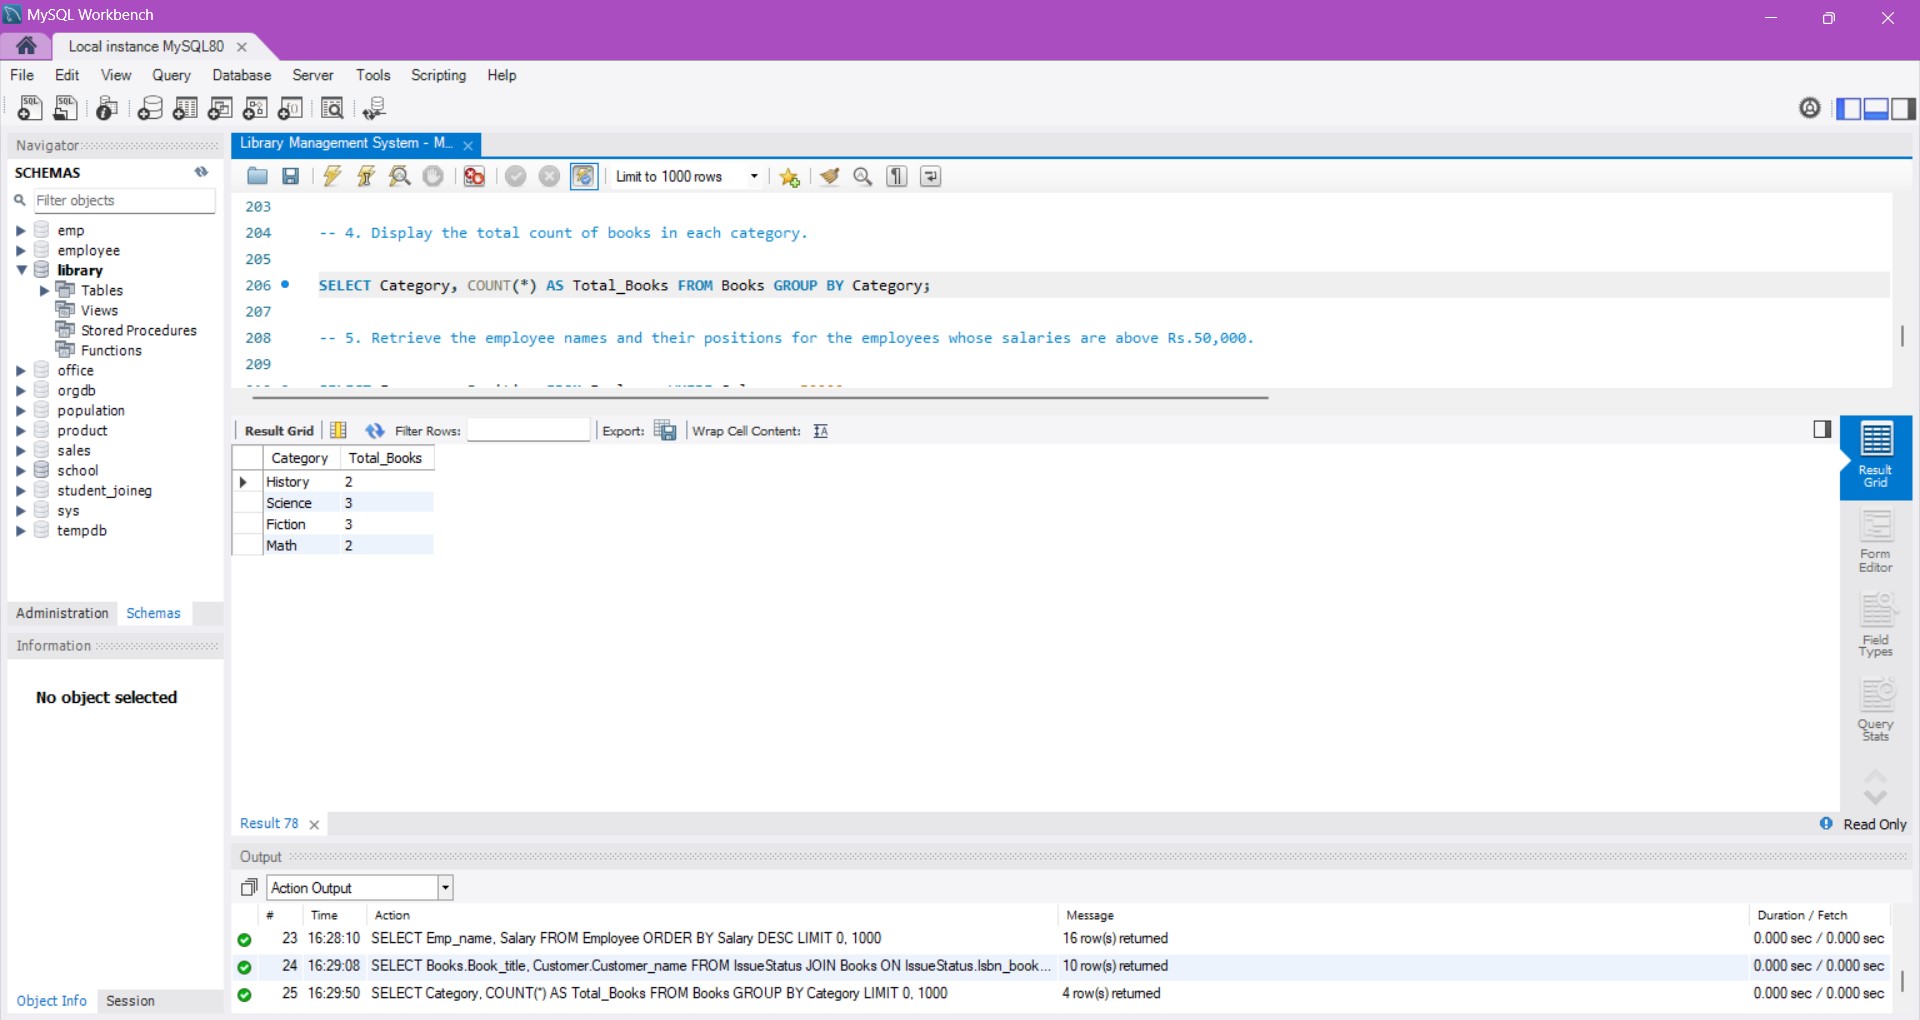 MySQL Workbench
Local instance MySQL80
File Edit View Query Database Server Tools Scripting Help
Navigator
SCHEMAS
Filter objects
emp
employee
library
Tables
Views
Stored Procedures
Functions
office
orgdb
population
product
sales
school
student_joineg
sys
tempdb
Administration Schemas
Information
No object selected
Object Info Session
Library Management System - M...
Limit to 1000 rows
203
204 -- 4. Display the total count of books in each category.
205
206 SELECT Category, COUNT(*) AS Total_Books FROM Books GROUP BY Category;
207
208 -- 5. Retrieve the employee names and their positions for the employees whose salaries are above Rs.50,000.
209
Result Grid Filter Rows: Export: Wrap Cell Content:
Category Total_Books
History 2
Science 3
Fiction 3
Math 2
Result Grid
Form Editor
Field Types
Query Stats
Result 78
Read Only
Output
Action Output
# Time Action Message Duration / Fetch
23 16:28:10 SELECT Emp_name, Salary FROM Employee ORDER BY Salary DESC LIMIT 0, 1000 16 row(s) returned 0.000 sec / 0.000 sec
24 16:29:08 SELECT Books.Book_title, Customer.Customer_name FROM IssueStatus JOIN Books ON IssueStatus.Isbn_book... 10 row(s) returned 0.000 sec / 0.000 sec
25 16:29:50 SELECT Category, COUNT(*) AS Total_Books FROM Books GROUP BY Category LIMIT 0, 1000 4 row(s) returned 0.000 sec / 0.000 sec